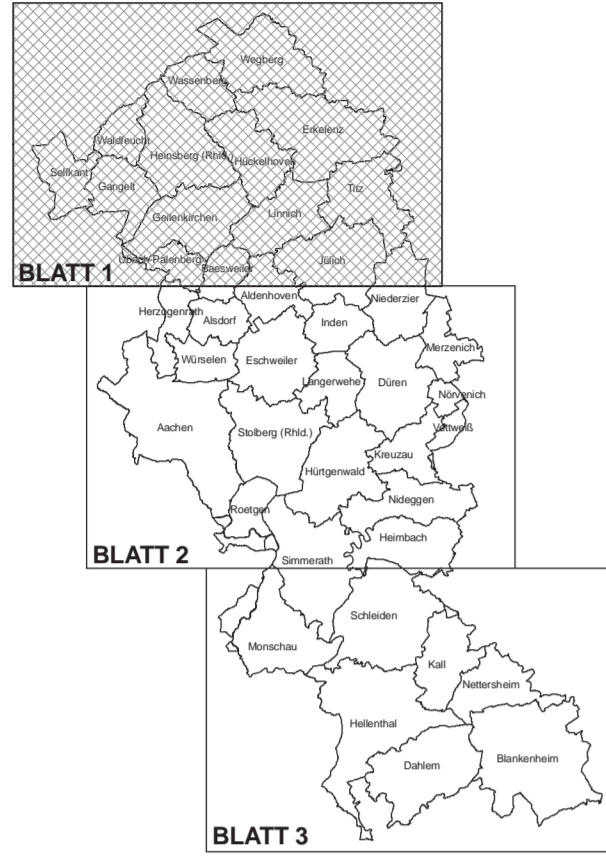 Wegberg
Wassenberg
Erkelenz
Waldfeucht
Heinsberg (Rhld.)
Hückelhoven
Selfkant
Gangelt
Titz
Geilenkirchen
Linnich
Übach-Palenberg
Baesweiler
Jülich
BLATT 1
Aldenhoven
Niederzier
Herzogenrath
Alsdorf
Inden
Merzenich
Würselen
Eschweiler
Langerwehe
Düren
Nörvenich
Aachen
Stolberg (Rhld.)
Vettweiß
Kreuzau
Hürtgenwald
Nideggen
Roetgen
Heimbach
BLATT 2
Simmerath
Schleiden
Monschau
Kall
Nettersheim
Hellenthal
Dahlem
Blankenheim
BLATT 3